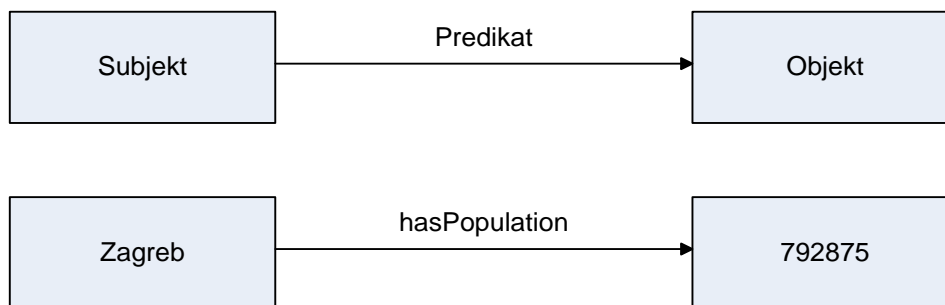 Predikat
Subjekt
Objekt
hasPopulation
Zagreb
792875